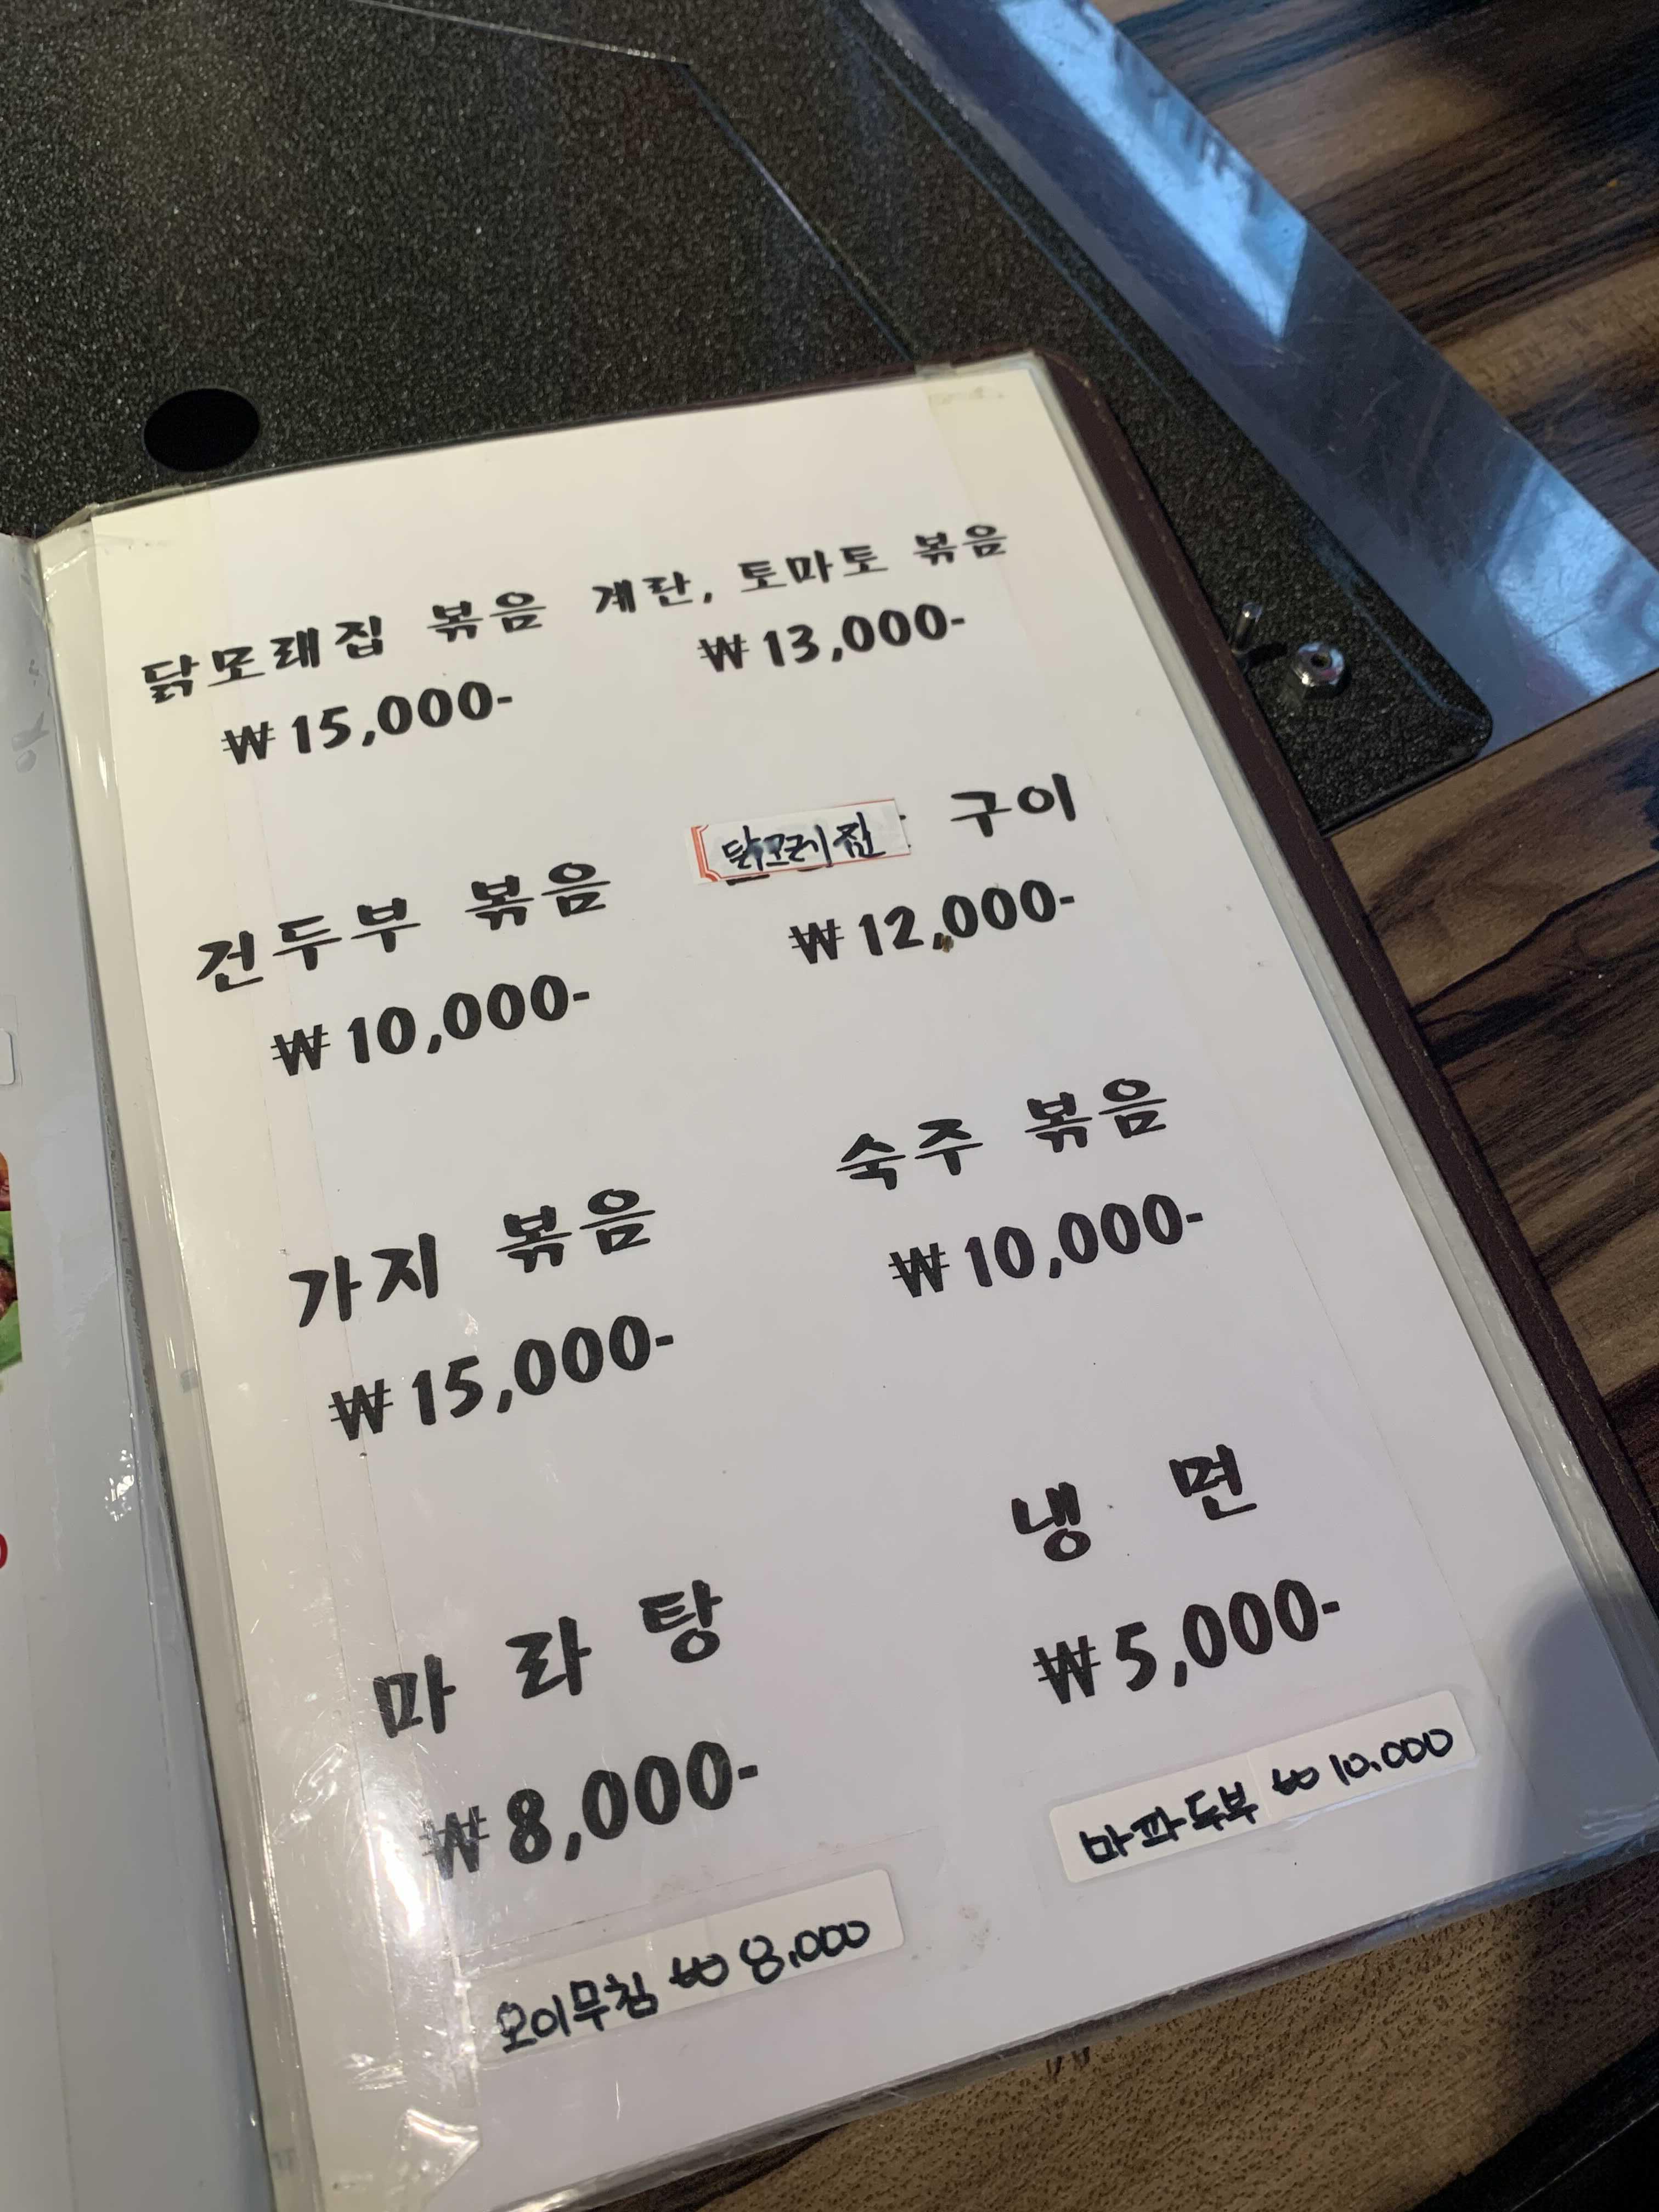 닭모래집 볶음
₩15,000-
계란, 토마토 볶음
₩13,000-
건두부 볶음
₩10,000-
닭모래집 구이
₩12,000-
가지 볶음
₩15,000-
숙주 볶음
₩10,000-
마라탕
₩8,000-
냉면
₩5,000-
오이무침 ₩8,000
마파두부 ₩10.000